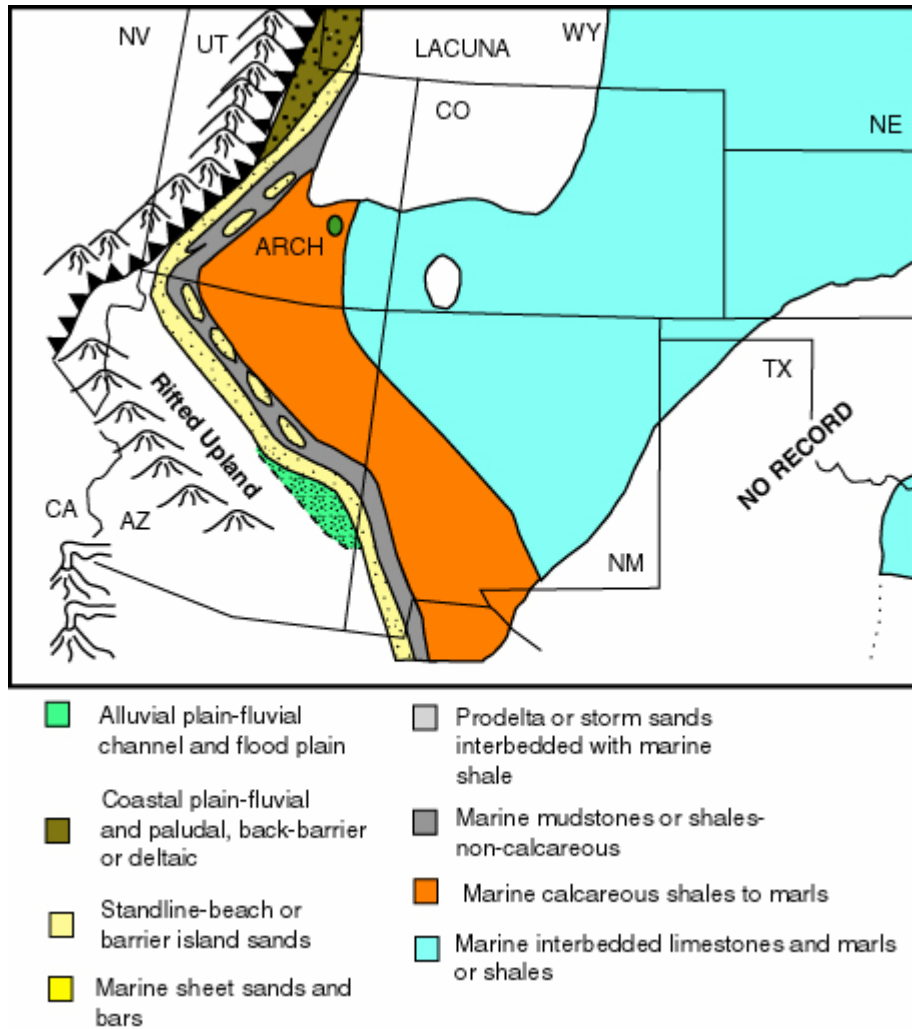 NV
UT
LACUNA
WY
CO
NE
ARCH
Rifted Upland
TX
NO RECORD
CA
AZ
NM
Alluvial plain-fluvial
channel and flood plain
Coastal plain-fluvial
and paludal, back-barrier
or deltaic
Standline-beach or
barrier island sands
Marine sheet sands and
bars
Prodelta or storm sands
interbedded with marine
shale
Marine mudstones or shales-
non-calcareous
Marine calcareous shales to marls
Marine interbedded limestones and marls
or shales